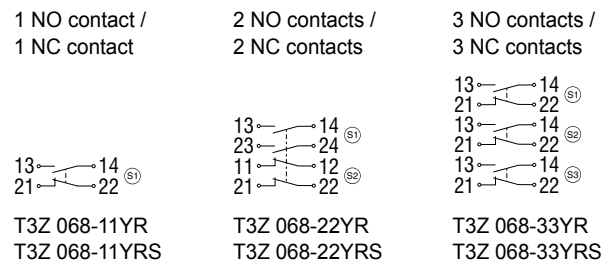 1 NO contact /
1 NC contact
13 14
21 22
S1
T3Z 068-11YR
T3Z 068-11YRS
2 NO contacts /
2 NC contacts
13 14
S1
23 24
11 12
S2
21 22
T3Z 068-22YR
T3Z 068-22YRS
3 NO contacts /
3 NC contacts
13 14
S1
21 22
13 14
S2
21 22
13 14
S3
21 22
T3Z 068-33YR
T3Z 068-33YRS